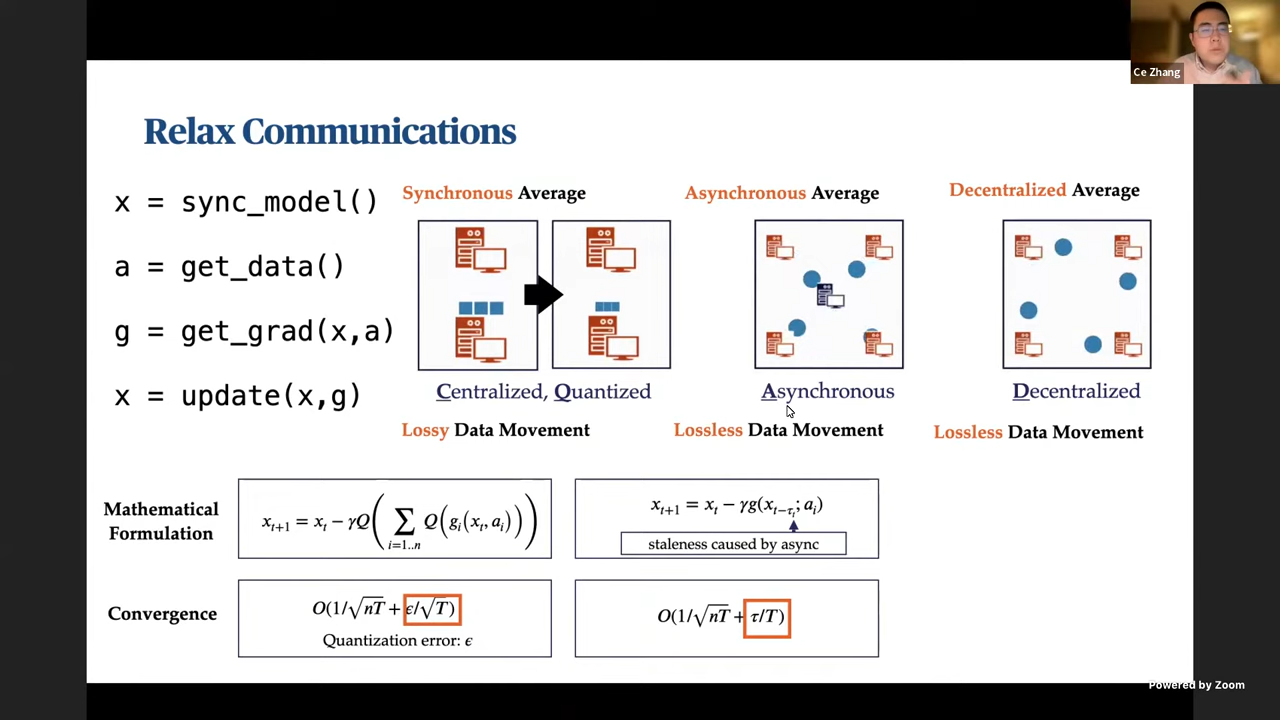 Ce Zhang
Relax Communications
x = sync_model()
a = get_data()
g = get_grad(x,a)
x = update(x,g)
Synchronous Average
Centralized, Quantized
Lossy Data Movement
Asynchronous Average
Asynchronous
Lossless Data Movement
Decentralized Average
Decentralized
Lossless Data Movement
Mathematical
Formulation
x_{t+1} = x_t − γQ(∑_{i=1..n} Q(g_i(x_t, a_i)))
x_{t+1} = x_t − γg(x_{t−τ_t}; a_i)
staleness caused by async
Convergence
O(1/√nT + ϵ/√T)
Quantization error: ϵ
O(1/√nT + τ/T)
Powered by Zoom